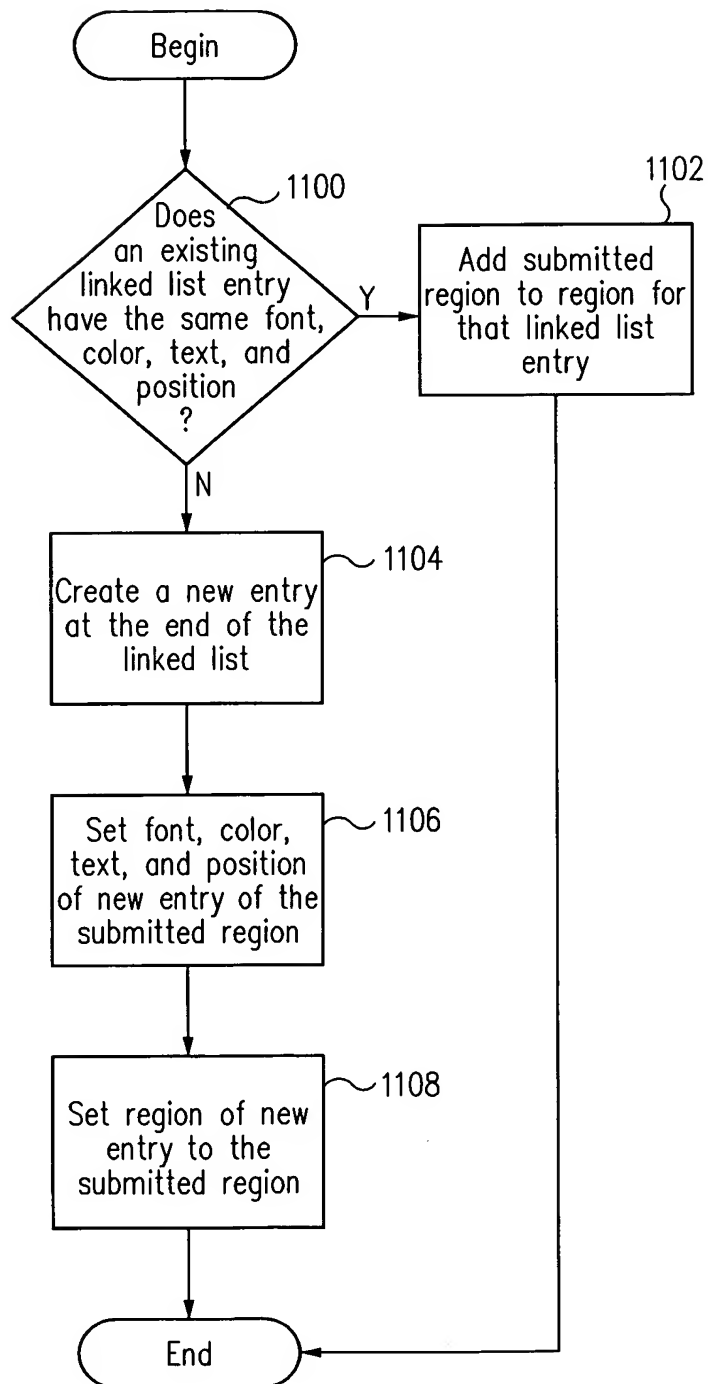 Begin
1100
Does
an existing
linked list entry
have the same font,
color, text, and
position
?
Y
1102
Add submitted
region to region for
that linked list
entry
N
1104
Create a new entry
at the end of the
linked list
1106
Set font, color,
text, and position
of new entry of the
submitted region
1108
Set region of new
entry to the
submitted region
End